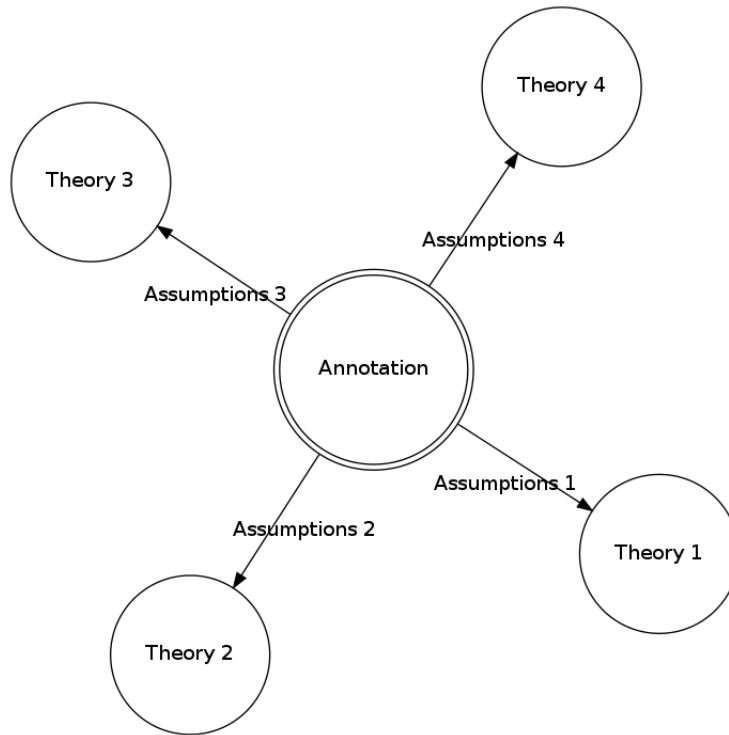 Theory 4
Theory 3
Assumptions 4
Assumptions 3
Annotation
Assumptions 1
Assumptions 2
Theory 1
Theory 2